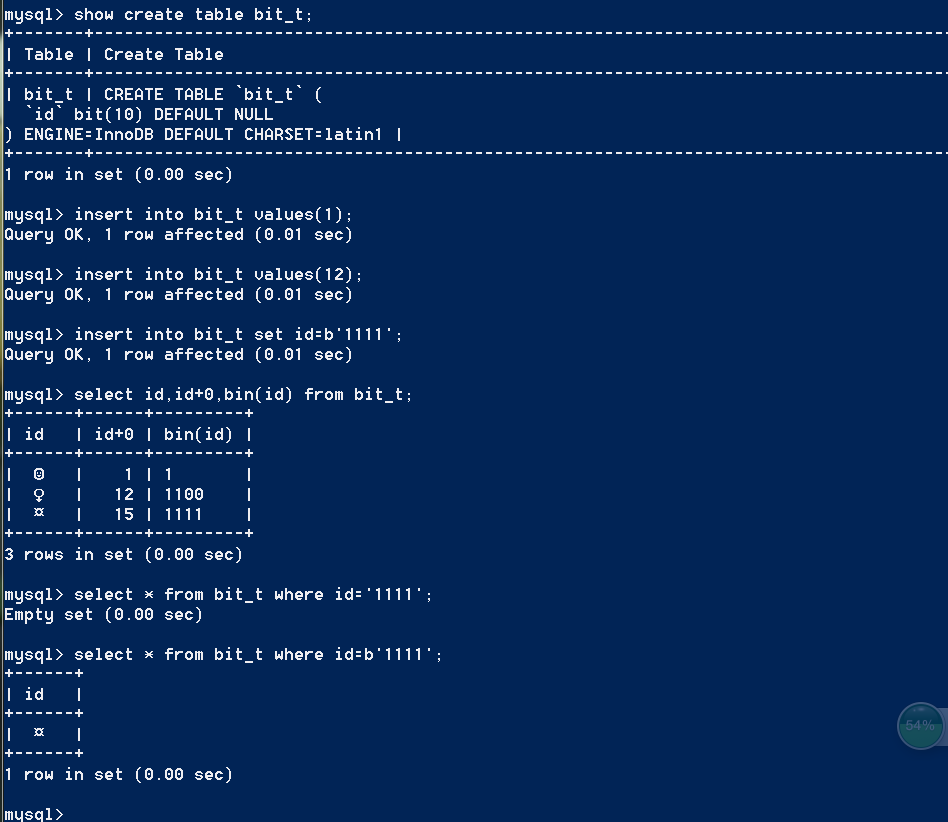 mysql> show create table bit_t;
+-------+--------------------------------------------------------------------------------------
| Table | Create Table
+-------+--------------------------------------------------------------------------------------
| bit_t | CREATE TABLE `bit_t` (
  `id` bit(10) DEFAULT NULL
) ENGINE=InnoDB DEFAULT CHARSET=latin1 |
+-------+--------------------------------------------------------------------------------------
1 row in set (0.00 sec)

mysql> insert into bit_t values(1);
Query OK, 1 row affected (0.01 sec)

mysql> insert into bit_t values(12);
Query OK, 1 row affected (0.01 sec)

mysql> insert into bit_t set id=b'1111';
Query OK, 1 row affected (0.01 sec)

mysql> select id,id+0,bin(id) from bit_t;
+------+------+---------+
| id   | id+0 | bin(id) |
+------+------+---------+
|  ☺   |    1 | 1       |
|  ♀   |   12 | 1100    |
|  ¤   |   15 | 1111    |
+------+------+---------+
3 rows in set (0.00 sec)

mysql> select * from bit_t where id='1111';
Empty set (0.00 sec)

mysql> select * from bit_t where id=b'1111';
+------+
| id   |
+------+
|  ¤   |
+------+
1 row in set (0.00 sec)

mysql>
54%